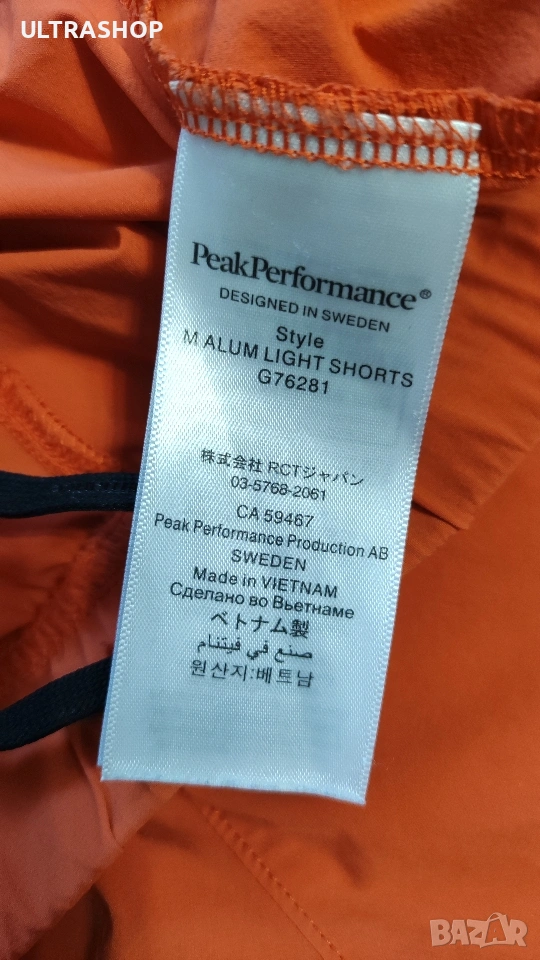 ULTRASHOP
PeakPerformance®
DESIGNED IN SWEDEN
Style
M ALUM LIGHT SHORTS
G76281
株式会社 RCTジャパン
03-5768-2061
CA 59467
Peak Performance Production AB
SWEDEN
Made in VIETNAM
Сделано во Вьетнаме
ベトナム製
صنع في فيتنام
원산지:베트남
BAZAR